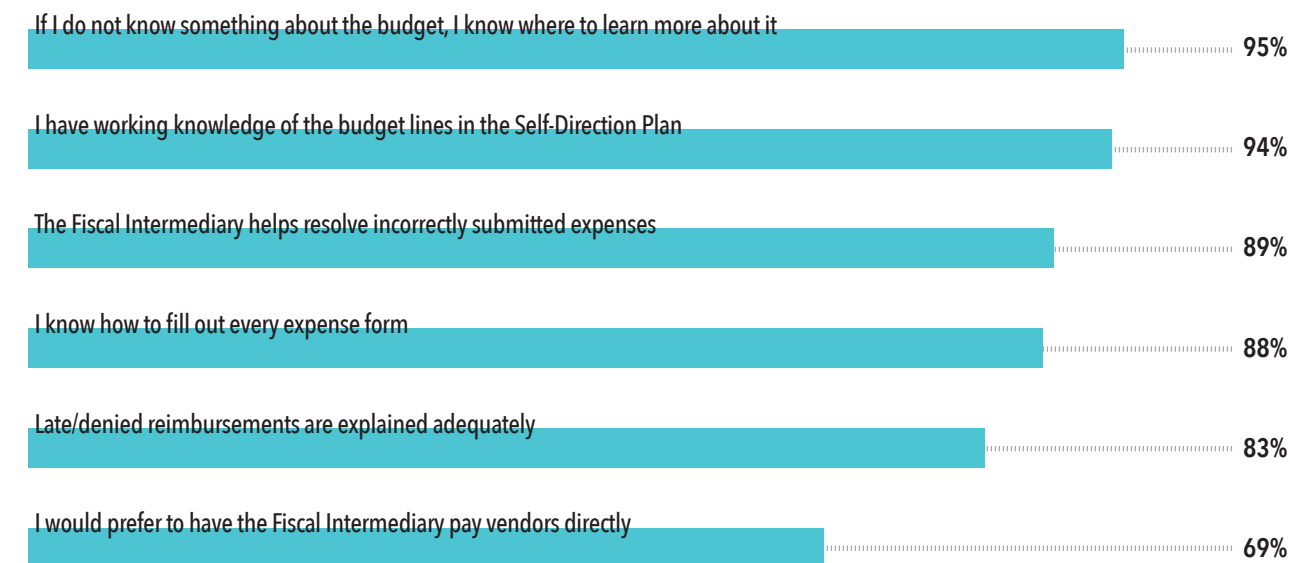 If I do not know something about the budget, I know where to learn more about it
95%
I have working knowledge of the budget lines in the Self-Direction Plan
94%
The Fiscal Intermediary helps resolve incorrectly submitted expenses
89%
I know how to fill out every expense form
88%
Late/denied reimbursements are explained adequately
83%
I would prefer to have the Fiscal Intermediary pay vendors directly
69%